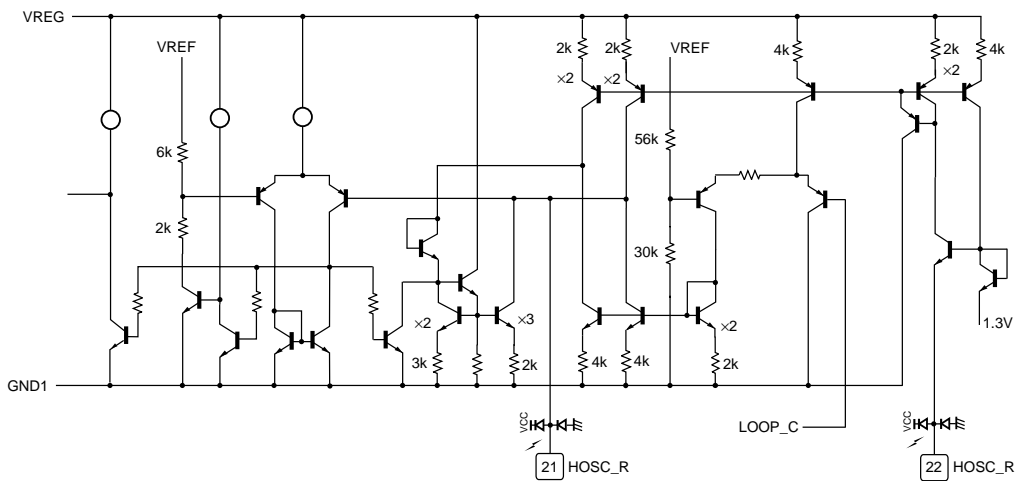 VREG
VREF
2k
2k
VREF
4k
2k
4k
×2
×2
×2
6k
56k
2k
30k
×2
×3
×2
1.3V
3k
2k
4k
4k
2k
GND1
VCC
LOOP_C
VCC
21 HOSC_R
22 HOSC_R